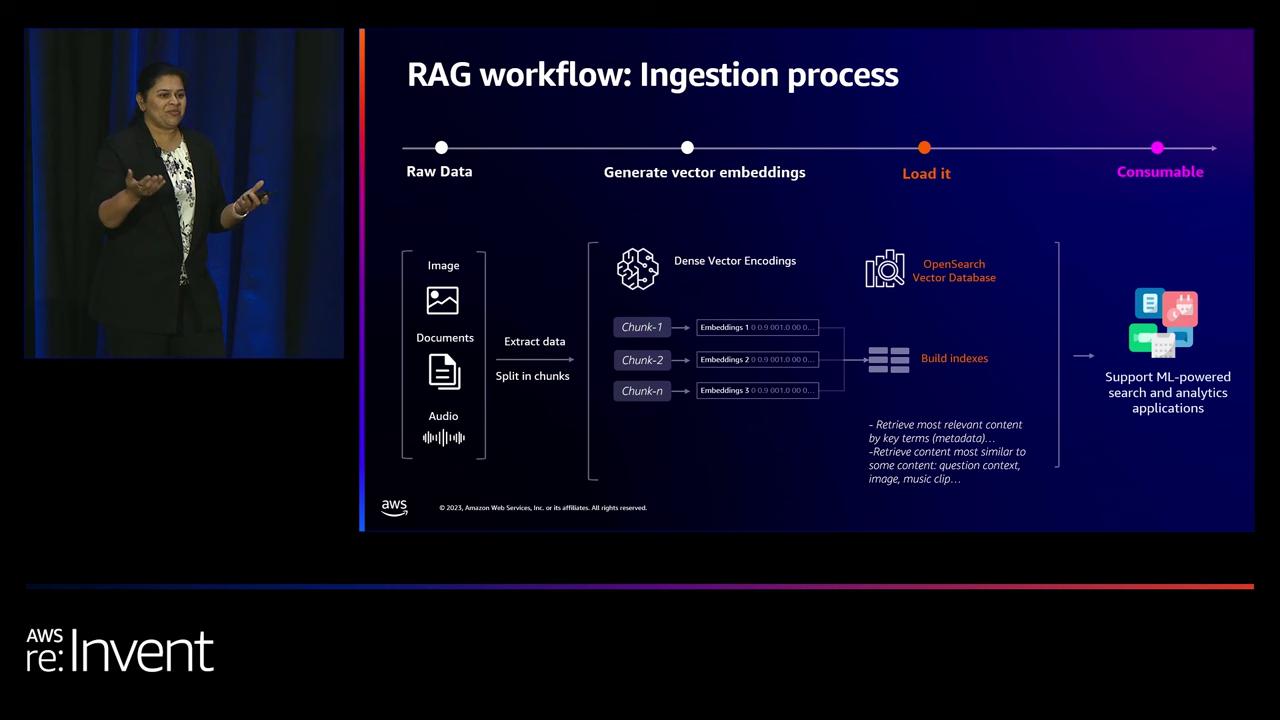 RAG workflow: Ingestion process
Raw Data
Generate vector embeddings
Load it
Consumable
Image
Documents
Audio
Extract data
Split in chunks
Dense Vector Encodings
Chunk-1
Embeddings 1 0 0.9 001.0 00 0...
Chunk-2
Embeddings 2 0 0.9 001.0 00 0...
Chunk-n
Embeddings 3 0 0.9 001.0 00 0...
OpenSearch
Vector Database
Build indexes
- Retrieve most relevant content
by key terms (metadata)...
-Retrieve content most similar to
some content: question context,
image, music clip...
Support ML-powered
search and analytics
applications
aws
© 2023, Amazon Web Services, Inc. or its affiliates. All rights reserved.
AWS
re:Invent